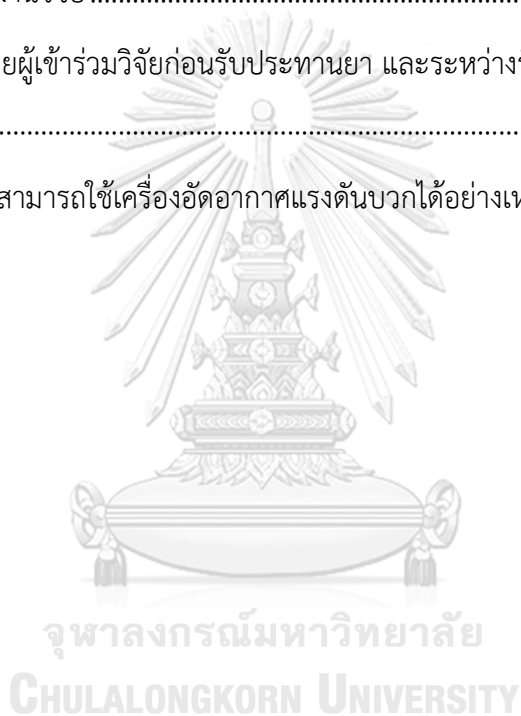 ยผู้เข้าร่วมวิจัยก่อนรับประทานยา และระหว่าง
สามารถใช้เครื่องอัดอากาศแรงดันบวกได้อย่าง
จุฬาลงกรณ์มหาวิทยาลัย
CHULALONGKORN UNIVERSITY